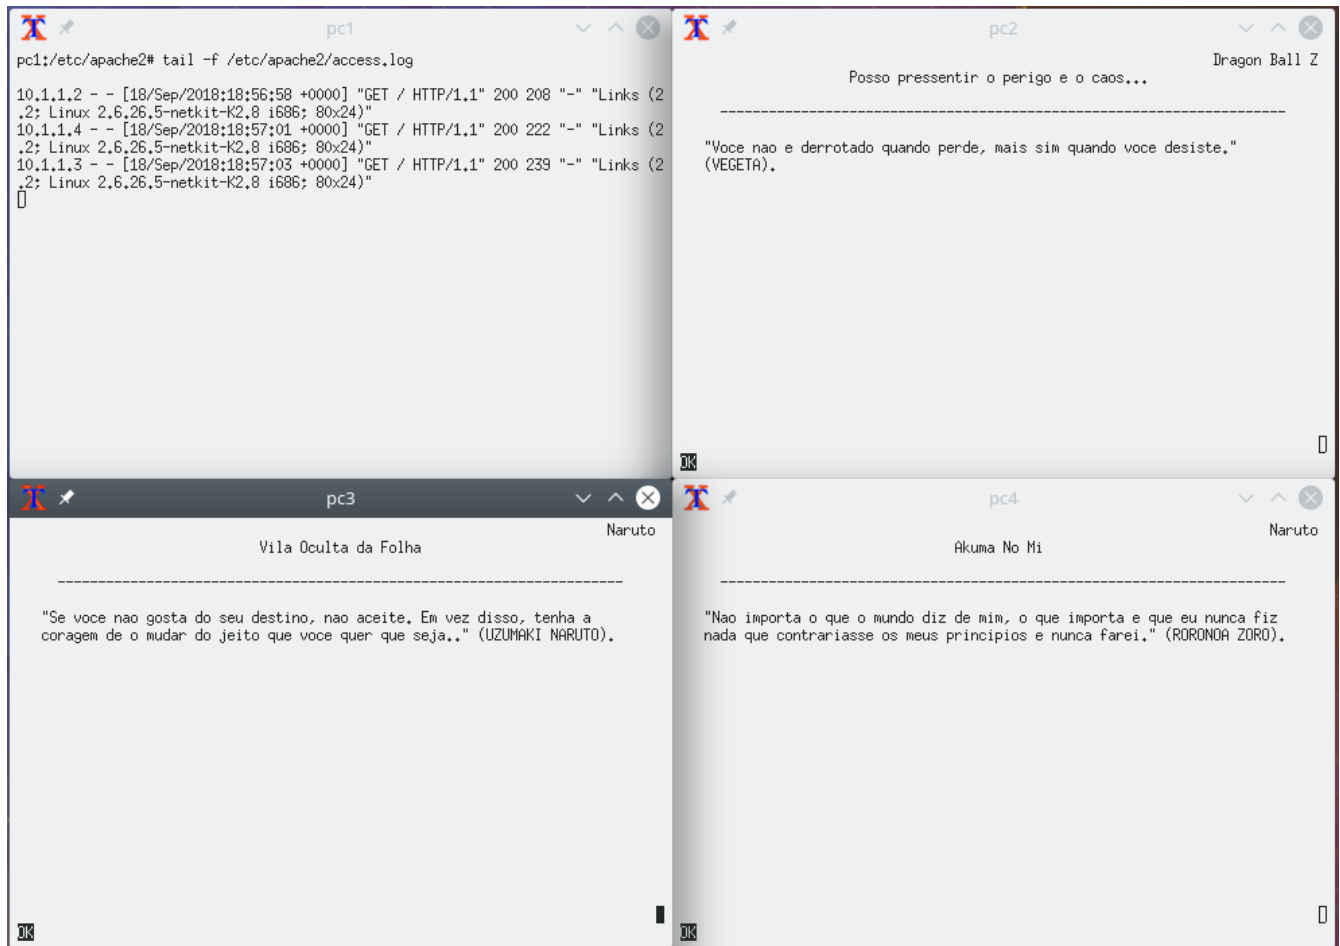 pc1
pc1:/etc/apache2# tail -f /etc/apache2/access.log
10.1.1.2 - - [18/Sep/2018:18:56:58 +0000] "GET / HTTP/1.1" 200 208 "-" "Links (2
.2; Linux 2.6.26.5-netkit-K2.8 i686; 80x24)"
10.1.1.4 - - [18/Sep/2018:18:57:01 +0000] "GET / HTTP/1.1" 200 222 "-" "Links (2
.2; Linux 2.6.26.5-netkit-K2.8 i686; 80x24)"
10.1.1.3 - - [18/Sep/2018:18:57:03 +0000] "GET / HTTP/1.1" 200 239 "-" "Links (2
.2; Linux 2.6.26.5-netkit-K2.8 i686; 80x24)"
pc2
Dragon Ball Z
Posso pressentir o perigo e o caos...
"Voce nao e derrotado quando perde, mais sim quando voce desiste."
(VEGETA).
OK
pc3
Naruto
Vila Oculta da Folha
"Se voce nao gosta do seu destino, nao aceite. Em vez disso, tenha a
coragem de o mudar do jeito que voce quer que seja.." (UZUMAKI NARUTO).
OK
pc4
Naruto
Akuma No Mi
"Nao importa o que o mundo diz de mim, o que importa e que eu nunca fiz
nada que contrariasse os meus principios e nunca farei." (RORONOA ZORO).
OK